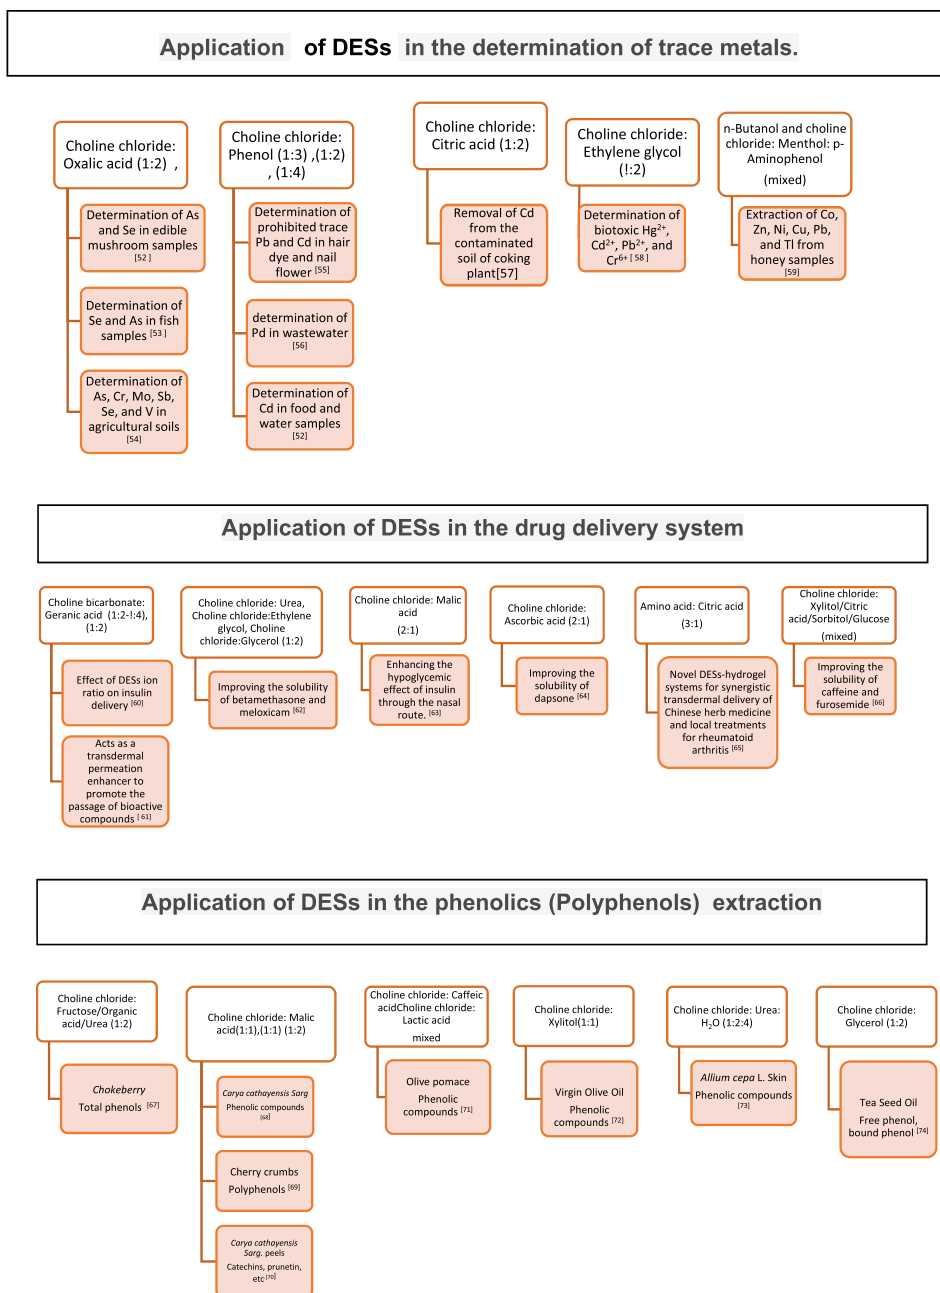 Application of DESs in the determination of trace metals.
Choline chloride:
Oxalic acid (1:2) ,
Determination of As
and Se in edible
mushroom samples
[52 ]
Determination of
Se and As in fish
samples [53 ]
Determination of
As, Cr, Mo, Sb,
Se, and V in
agricultural soils
[54]
Choline chloride:
Phenol (1:3) ,(1:2)
, (1:4)
Determination of
prohibited trace
Pb and Cd in hair
dye and nail
flower [55]
determination of
Pd in wastewater
[56]
Determination of
Cd in food and
water samples
[52]
Choline chloride:
Citric acid (1:2)
Removal of Cd
from the
contaminated
soil of coking
plant[57]
Choline chloride:
Ethylene glycol
(!:2)
Determination of
biotoxic Hg2+,
Cd2+, Pb2+, and
Cr6+ [ 58 ]
n-Butanol and choline
chloride: Menthol: p-
Aminophenol
(mixed)
Extraction of Co,
Zn, Ni, Cu, Pb,
and Tl from
honey samples
[59]
Application of DESs in the drug delivery system
Choline bicarbonate:
Geranic acid (1:2-!:4),
(1:2)
Effect of DESs ion
ratio on insulin
delivery [60]
Acts as a
transdermal
permeation
enhancer to
promote the
passage of bioactive
compounds [ 61]
Choline chloride: Urea,
Choline chloride:Ethylene
glycol, Choline
chloride:Glycerol (1:2)
Improving the solubility
of betamethasone and
meloxicam [62]
Choline chloride: Malic
acid
(2:1)
Enhancing the
hypoglycemic
effect of insulin
through the nasal
route. [63]
Choline chloride:
Ascorbic acid (2:1)
Improving the
solubility of
dapsone [64]
Amino acid: Citric acid
(3:1)
Novel DESs-hydrogel
systems for synergistic
transdermal delivery of
Chinese herb medicine
and local treatments
for rheumatoid
arthritis [65]
Choline chloride:
Xylitol/Citric
acid/Sorbitol/Glucose
(mixed)
Improving the
solubility of
caffeine and
furosemide [66]
Application of DESs in the phenolics (Polyphenols) extraction
Choline chloride:
Fructose/Organic
acid/Urea (1:2)
Chokeberry
Total phenols [67]
Choline chloride: Malic
acid(1:1),(1:1) (1:2)
Carya cathayensis Sarg
Phenolic compounds
[68]
Cherry crumbs
Polyphenols [69]
Carya cathayensis
Sarg. peels
Catechins, prunetin,
etc [70]
Choline chloride: Caffeic
acidCholine chloride:
Lactic acid
mixed
Olive pomace
Phenolic
compounds [71]
Choline chloride:
Xylitol(1:1)
Virgin Olive Oil
Phenolic
compounds [72]
Choline chloride: Urea:
H2O (1:2:4)
Allium cepa L. Skin
Phenolic compounds
[73]
Choline chloride:
Glycerol (1:2)
Tea Seed Oil
Free phenol,
bound phenol [74]